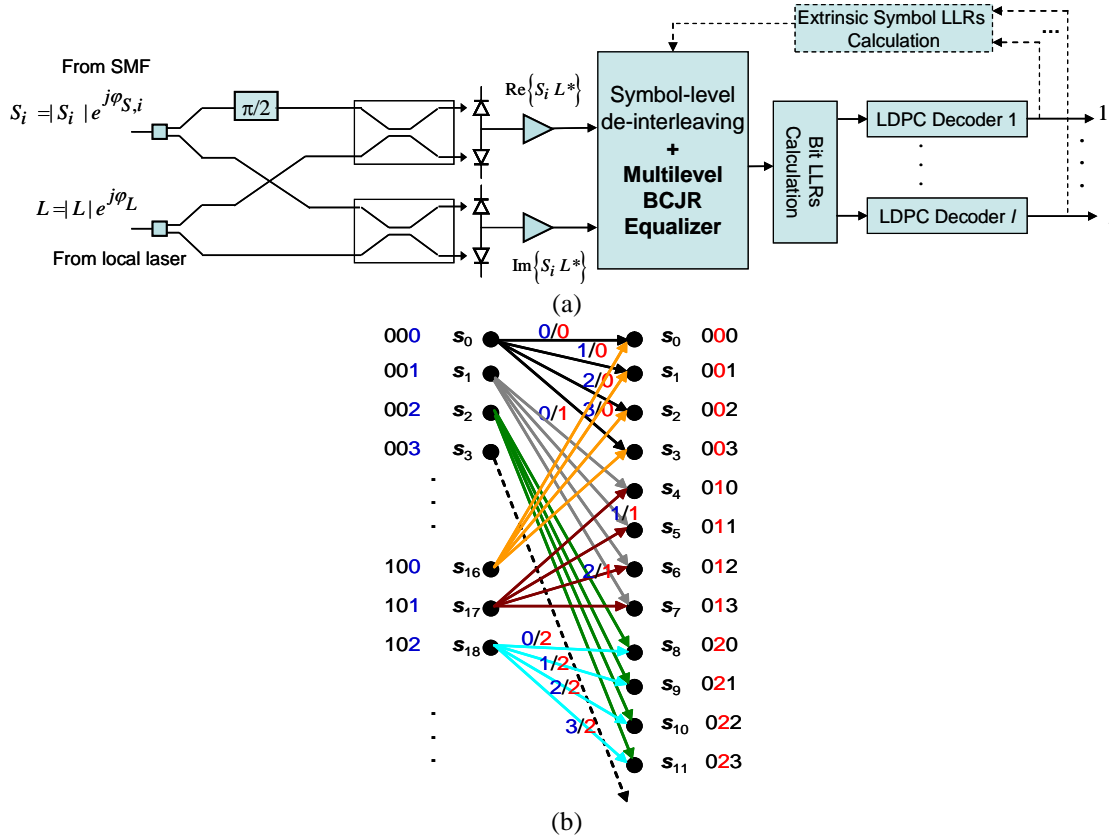 Extrinsic Symbol LLRs
Calculation
...
From SMF
S_i =| S_i | e^{jφ_{S,i}}
π/2
Re{S_i L*}
Symbol-level
de-interleaving
+
Multilevel
BCJR
Equalizer
Bit LLRs
Calculation
LDPC Decoder 1
1
L=| L | e^{jφ_L}
From local laser
Im{S_i L*}
LDPC Decoder I
(a)
000 s0 0/0 s0 000
001 s1 1/0 s1 001
002 s2 2/0 s2 002
0/1 3/0
003 s3 s3 003
s4 010
1/1
s5 011
100 s16 2/1 s6 012
101 s17 s7 013
102 s18 0/2 s8 020
1/2 s9 021
2/2
3/2 s10 022
s11 023
(b)